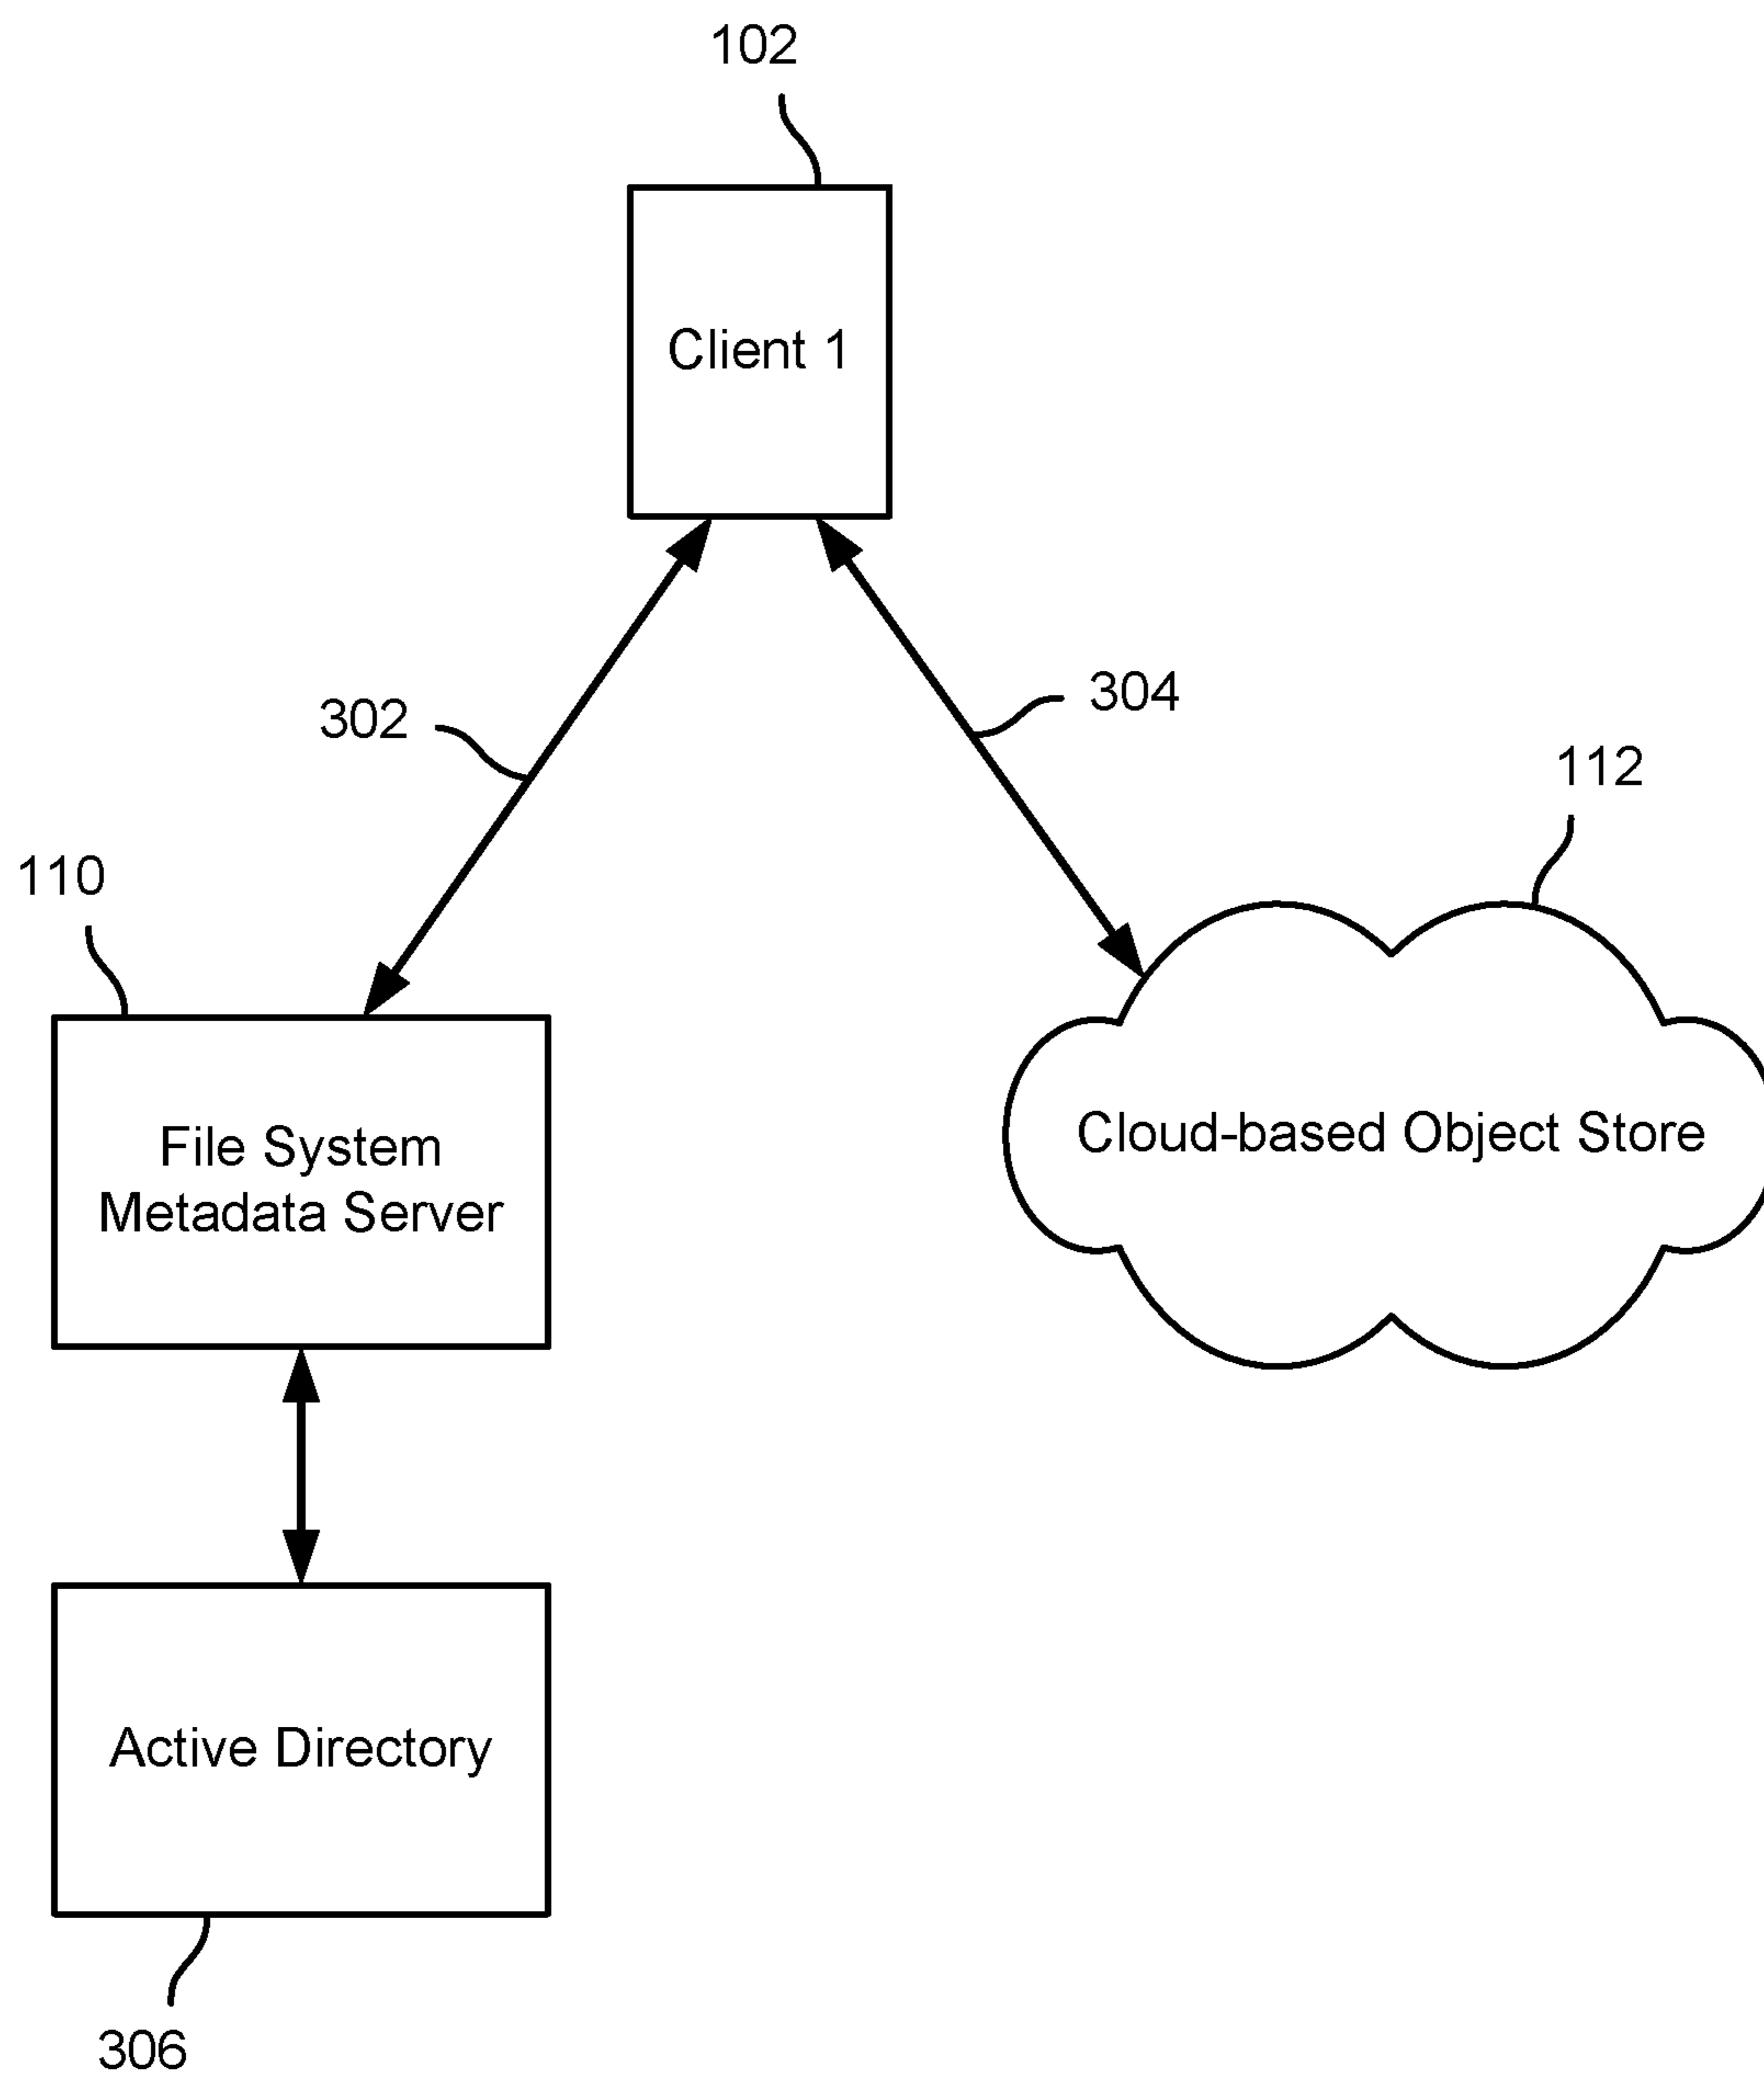 102
Client 1
302
304
112
110
File System
Metadata Server
Cloud-based Object Store
Active Directory
306